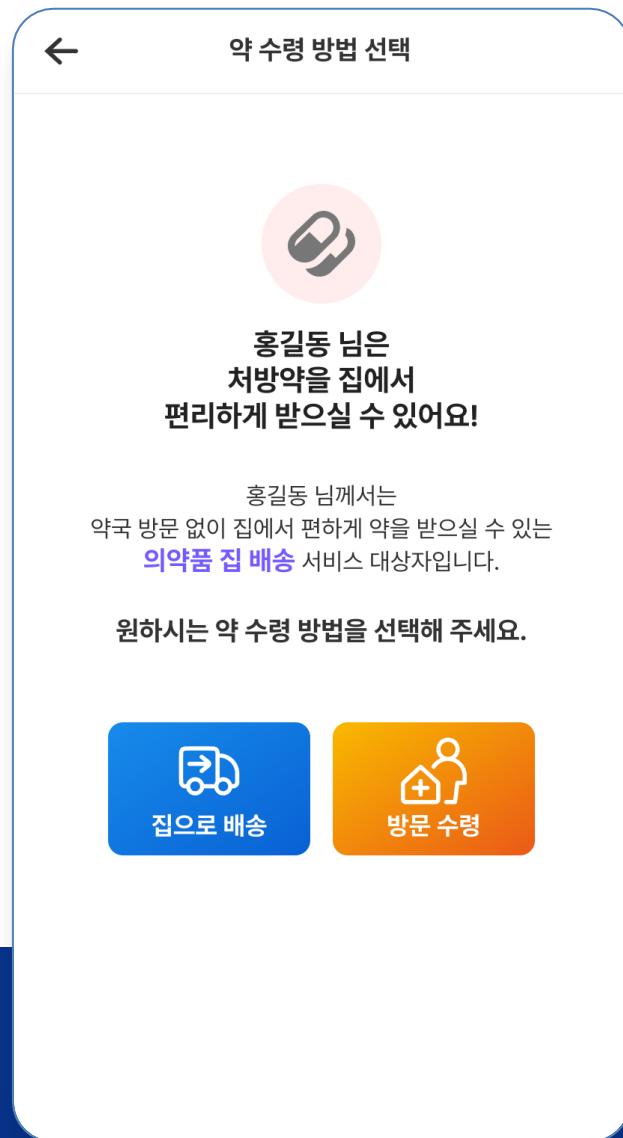 약 수령 방법 선택
홍길동 님은
처방약을 집에서
편리하게 받으실 수 있어요!
홍길동 님께서는
약국 방문 없이 집에서 편하게 약을 받으실 수 있는
의약품 집 배송 서비스 대상자입니다.
원하시는 약 수령 방법을 선택해 주세요.
집으로 배송
방문 수령